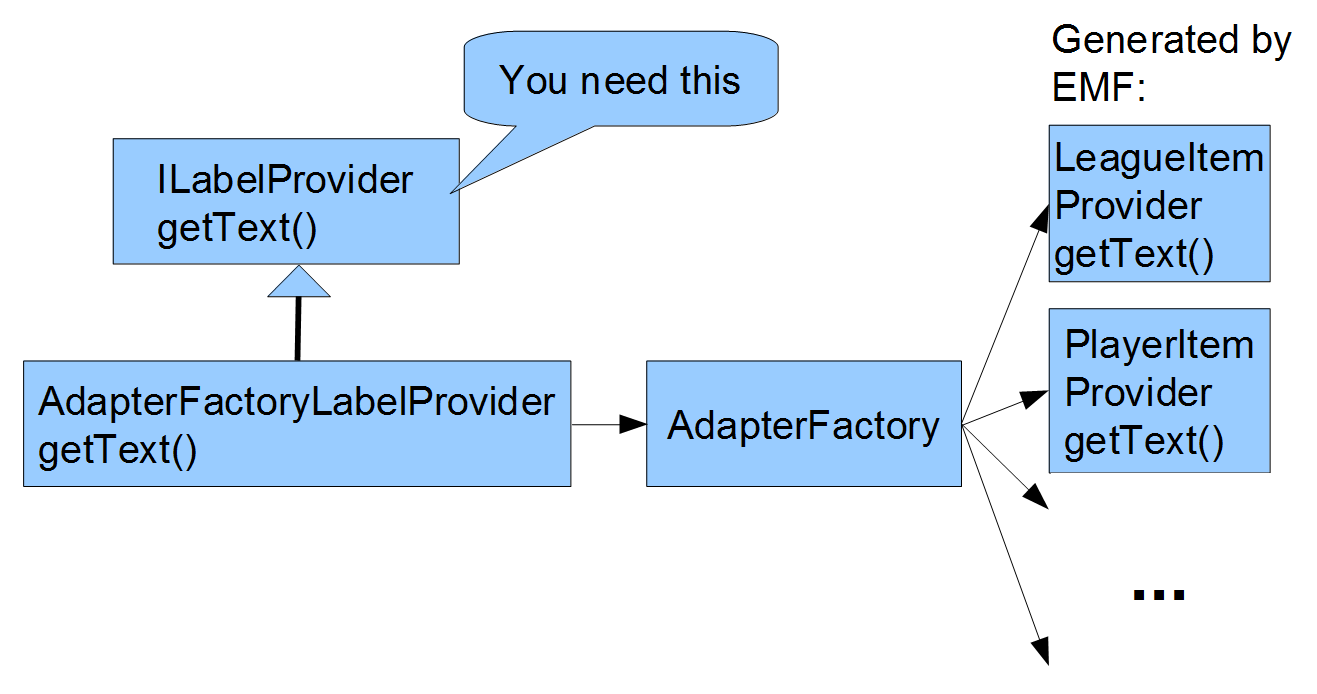 You need this
Generated by
EMF:
ILabelProvider
getText()
LeagueItem
Provider
getText()
AdapterFactoryLabelProvider
getText()
AdapterFactory
PlayerItem
Provider
getText()
...